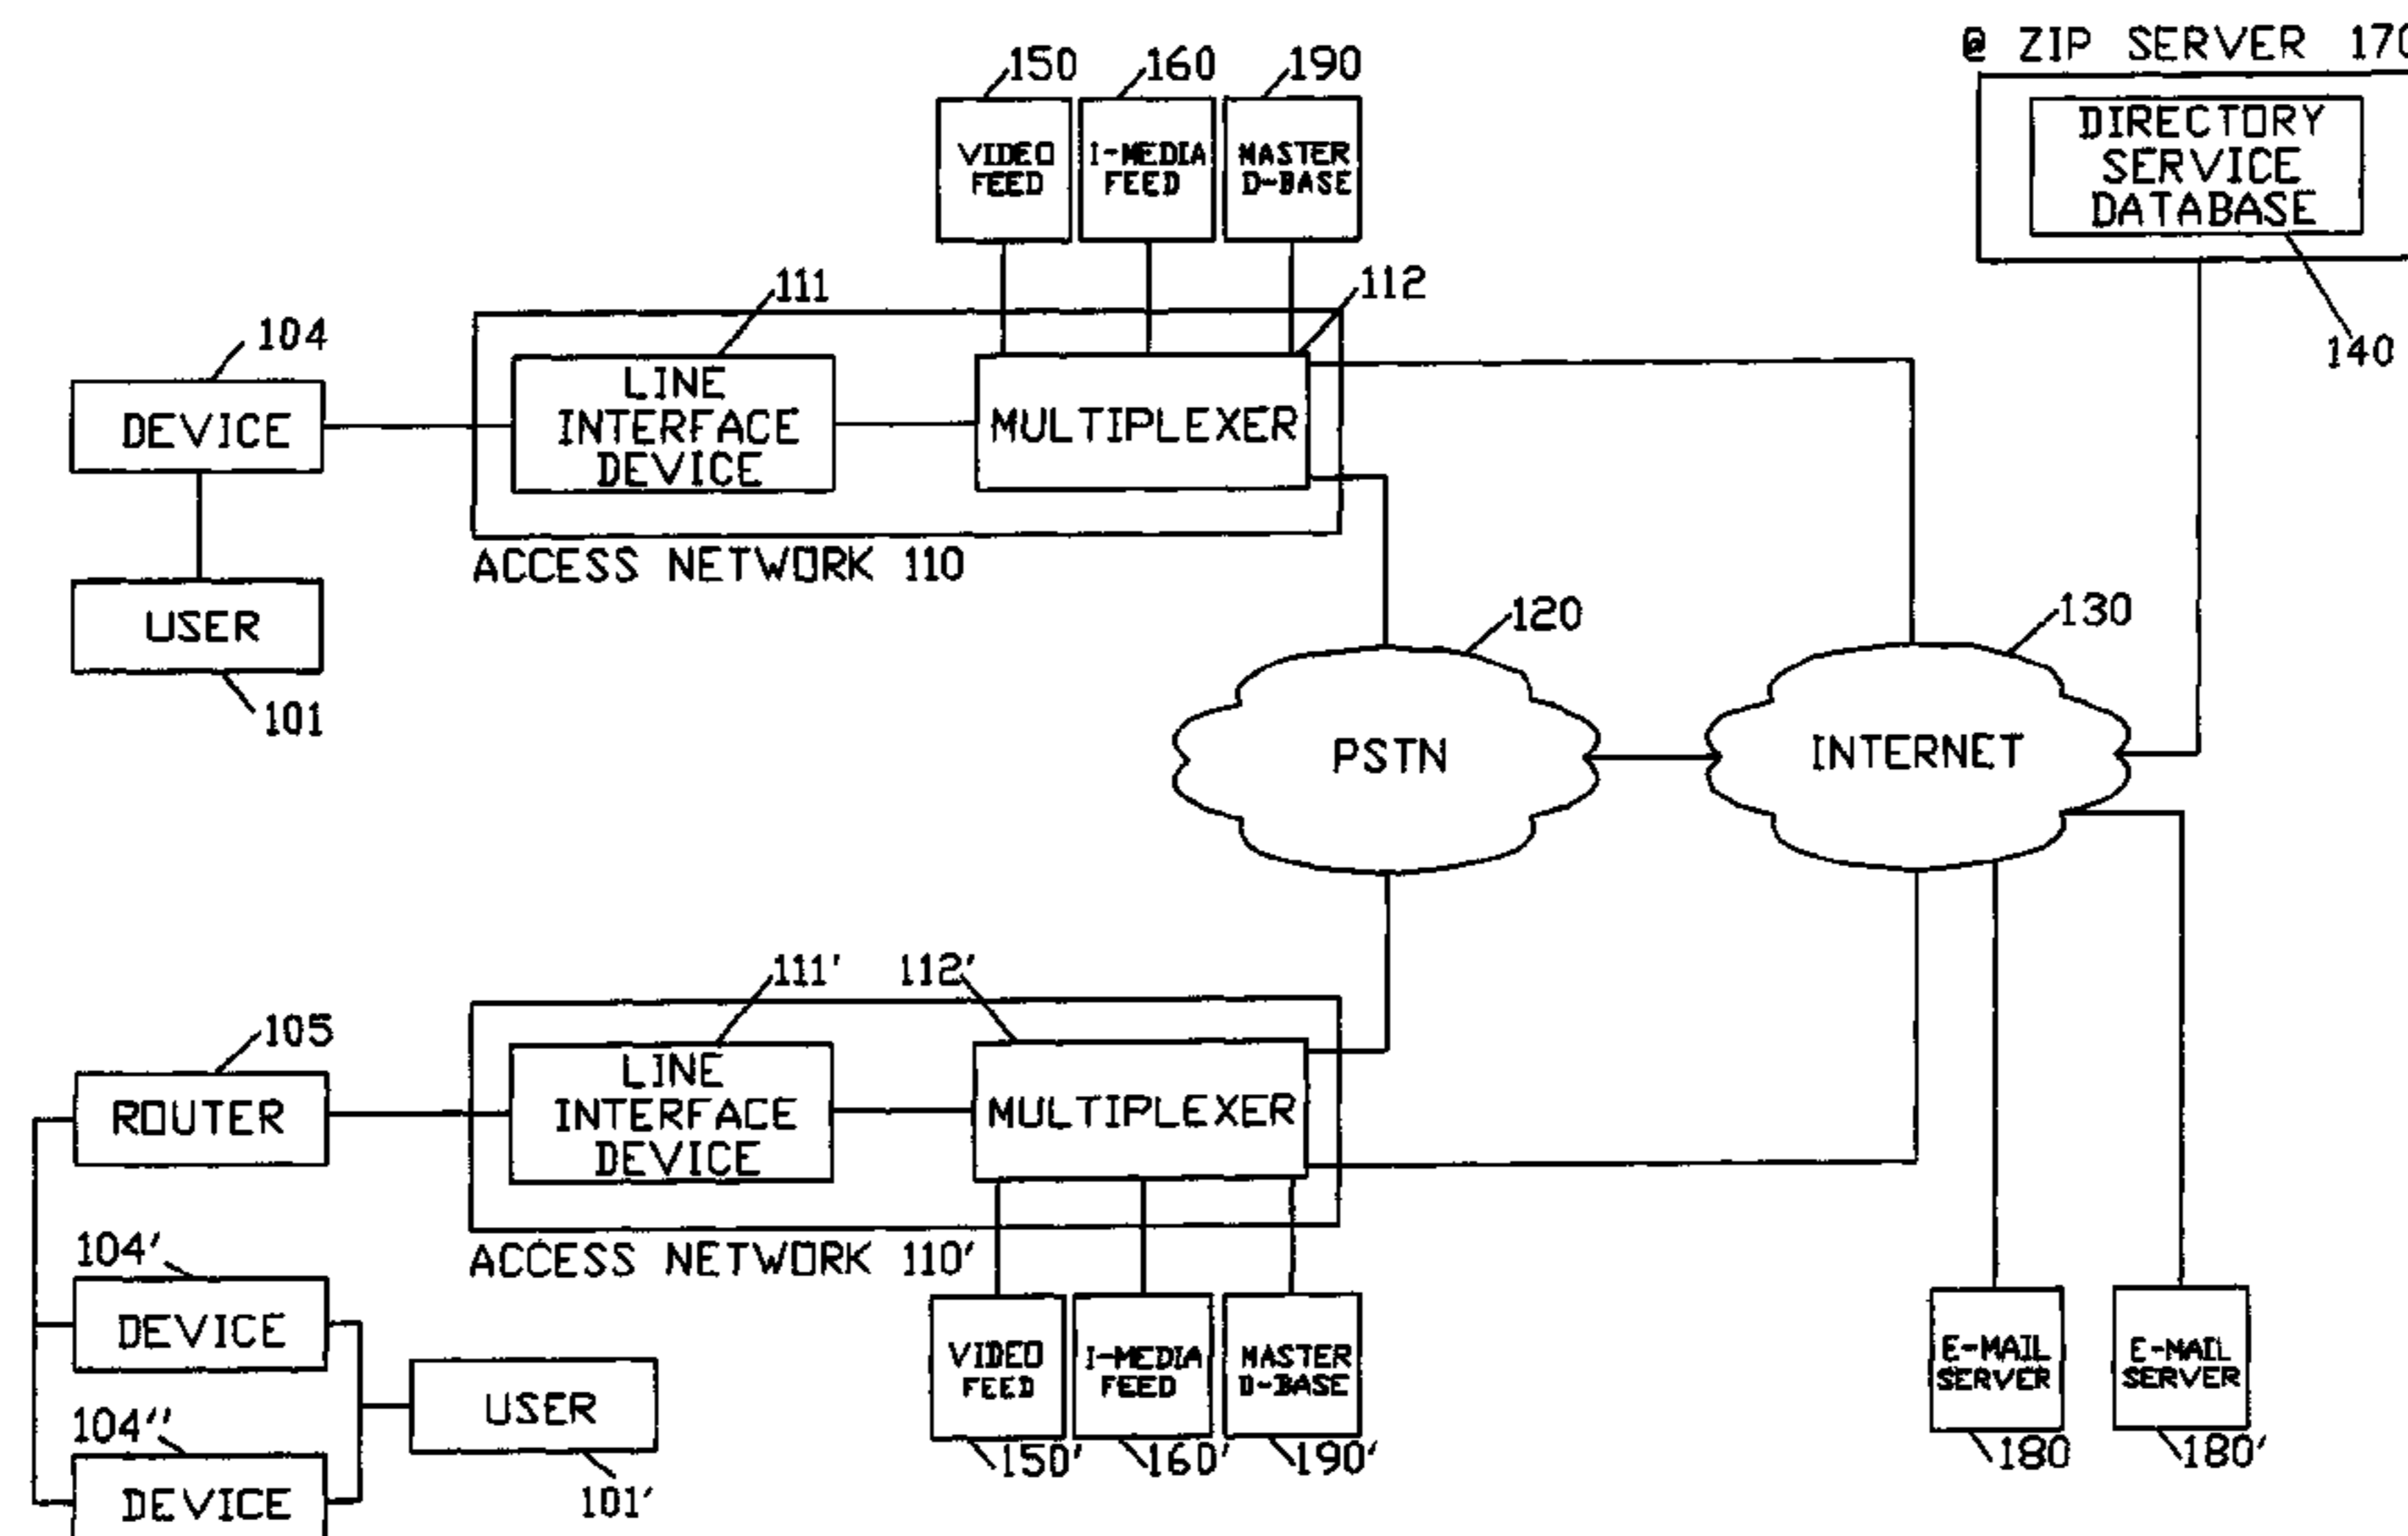 @ ZIP SERVER 170
150
160
190
VIDEO
FEED
I-MEDIA
FEED
MASTER
D-BASE
DIRECTORY
SERVICE
DATABASE
140
104
DEVICE
111
LINE
INTERFACE
DEVICE
112
MULTIPLEXER
ACCESS NETWORK 110
USER
101
120
PSTN
130
INTERNET
105
ROUTER
111'
LINE
INTERFACE
DEVICE
112'
MULTIPLEXER
ACCESS NETWORK 110'
104'
DEVICE
104''
DEVICE
USER
101'
VIDEO
FEED
150'
I-MEDIA
FEED
160'
MASTER
D-BASE
190'
E-MAIL
SERVER
180
E-MAIL
SERVER
180'